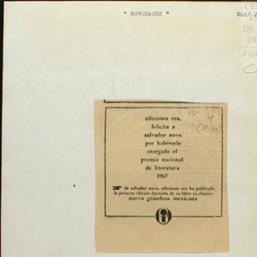 " NOVEDADES "
ediciones era,
felicita a
salvador novo
por habérsele
otorgado el
premio nacional
de literatura
1967
de salvador novo, ediciones era ha publicado
la primera edición ilustrada de su libro ya clásico:
nueva grandeza mexicana